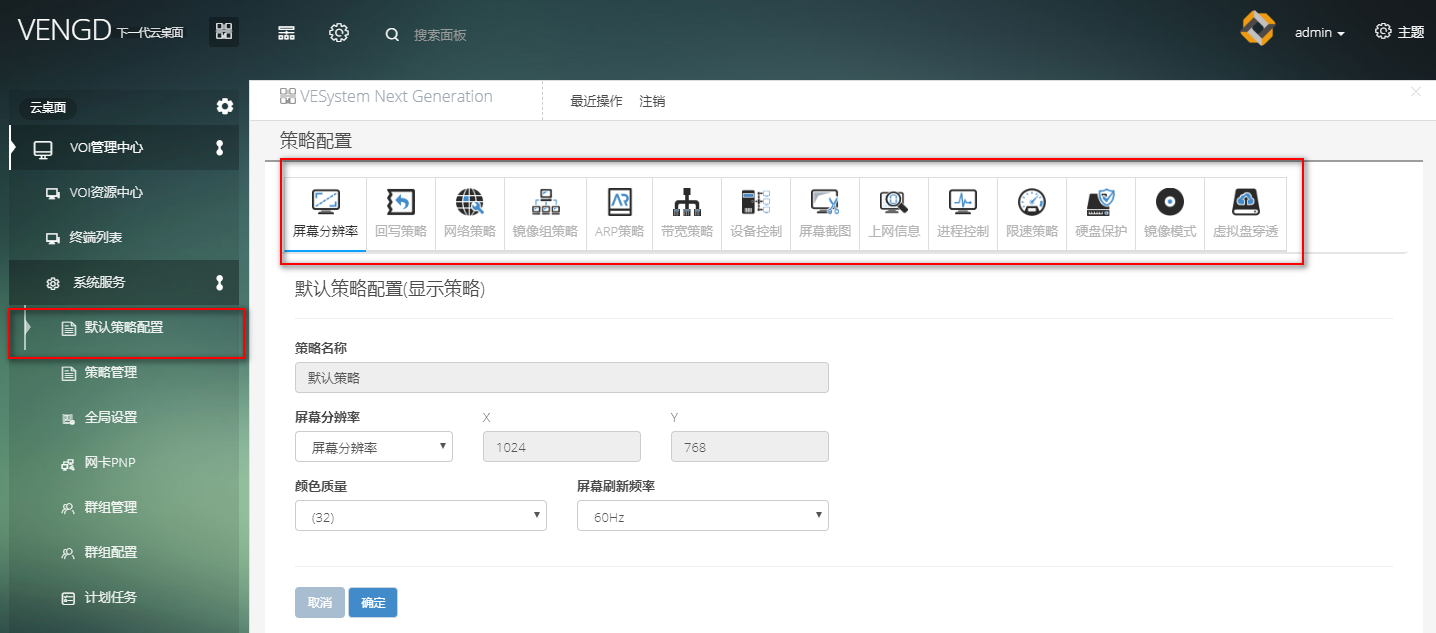 VENGD 下一代云桌面
搜索面板
admin
主题
云桌面
VOI管理中心
VOI资源中心
终端列表
系统服务
默认策略配置
策略管理
全局设置
网卡PNP
群组管理
群组配置
计划任务
VESystem Next Generation
最近操作 注销
策略配置
屏幕分辨率 回写策略 网络策略 镜像组策略 ARP策略 带宽策略 设备控制 屏幕截图 上网信息 进程控制 限速策略 硬盘保护 镜像模式 虚拟盘穿透
默认策略配置(显示策略)
策略名称
默认策略
屏幕分辨率 X Y
屏幕分辨率 1024 768
颜色质量 屏幕刷新频率
(32) 60Hz
取消 确定